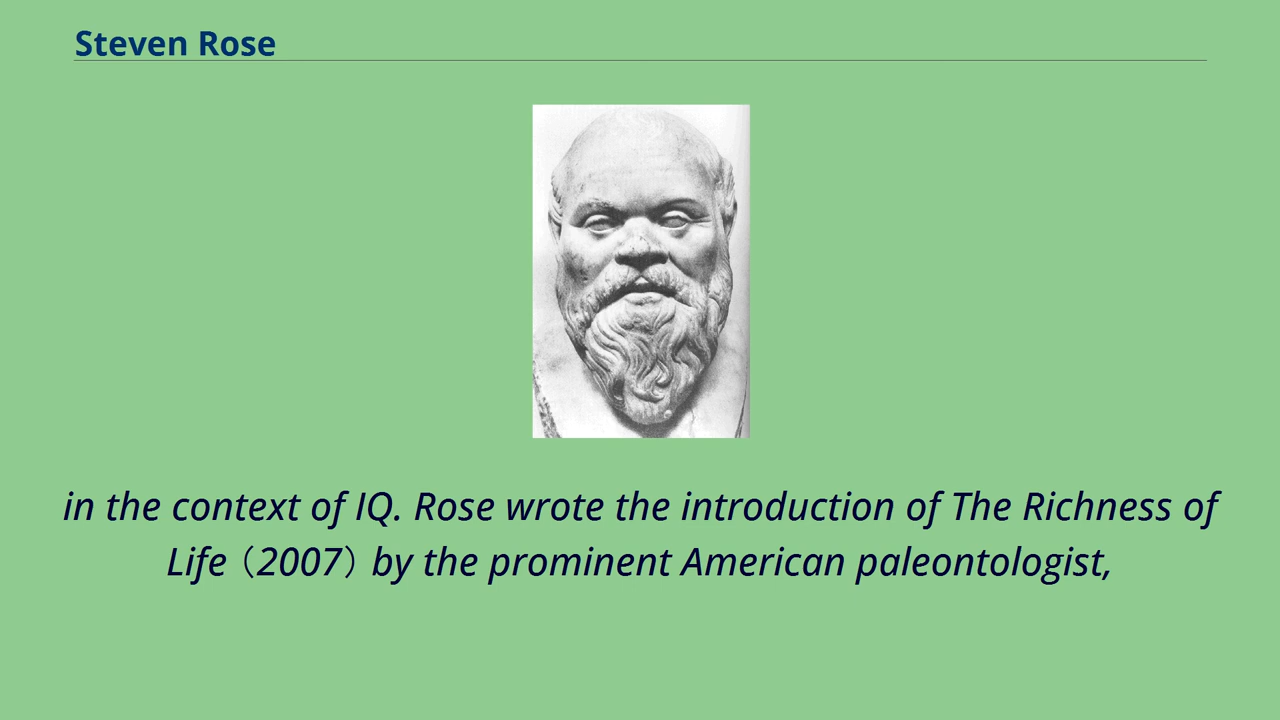 Steven Rose
in the context of IQ. Rose wrote the introduction of The Richness of
Life（2007）by the prominent American paleontologist,